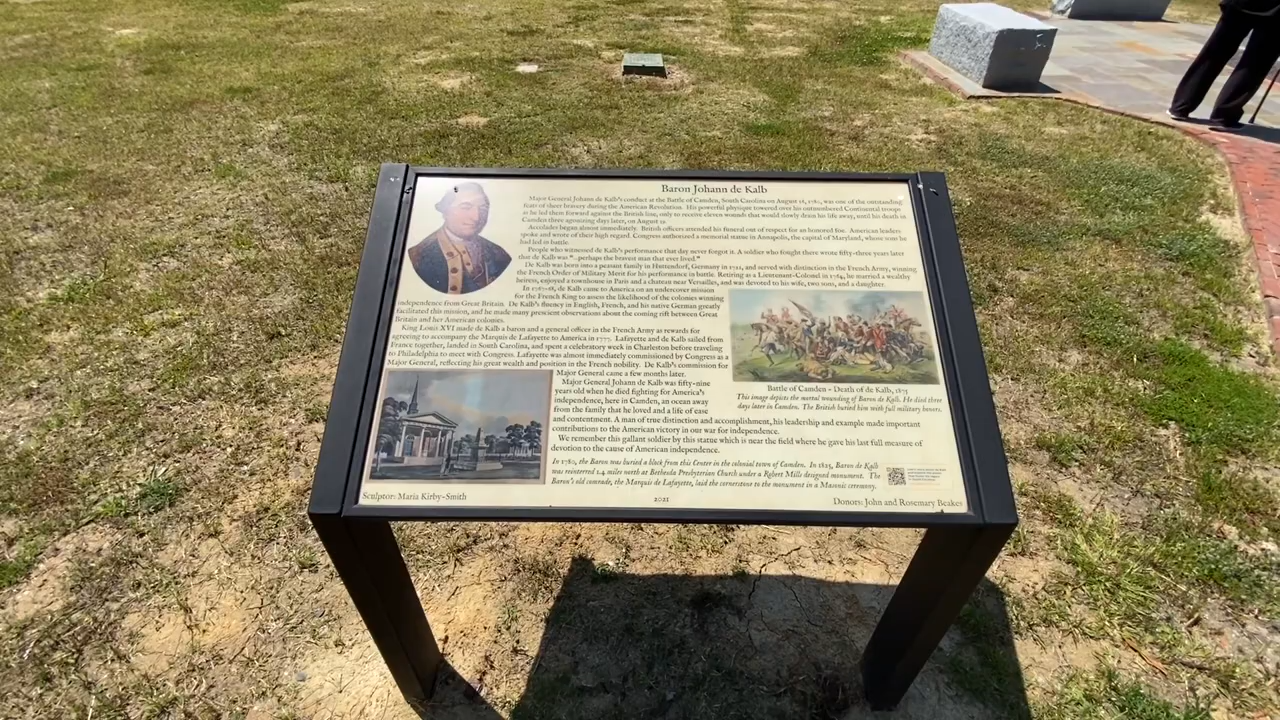 Baron Johann de Kalb
Major General Johann de Kalb's conduct at the Battle of Camden, South Carolina on August 16, 1780, was one of the outstanding
feats of sheer bravery during the American Revolution. His powerful physique towered over his outnumbered Continental troops
as he led them forward against the British line, only to receive eleven wounds that would slowly drain his life away, until his death in
Camden three agonizing days later, on August 19.
Accolades began almost immediately. British officers attended his funeral out of respect for an honored foe. American leaders
spoke and wrote of their high regard. Congress authorized a memorial statue in Annapolis, the capital of Maryland, whose sons he
had led in battle.
People who witnessed de Kalb's performance that day never forgot it. A soldier who fought there wrote fifty-three years later
that de Kalb was "...perhaps the bravest man that ever lived."
De Kalb was born into a peasant family in Huttendorf, Germany in 1721, and served with distinction in the French Army, winning
the French Order of Military Merit for his performance in battle. Retiring as a Lieutenant-Colonel in 1764, he married a wealthy
heiress, enjoyed a townhouse in Paris and a chateau near Versailles, and was devoted to his wife, two sons, and a daughter.
In 1767-68, de Kalb came to America on an undercover mission
for the French King to assess the likelihood of the colonies winning
independence from Great Britain. De Kalb's fluency in English, French, and his native German greatly
facilitated this mission, and he made many prescient observations about the coming rift between Great
Britain and her American colonies.
King Louis XVI made de Kalb a baron and a general officer in the French Army as rewards for
agreeing to accompany the Marquis de Lafayette to America in 1777. Lafayette and de Kalb sailed from
France together, landed in South Carolina, and spent a celebratory week in Charleston before traveling
to Philadelphia to meet with Congress. Lafayette was almost immediately commissioned by Congress as a
Major General, reflecting his great wealth and position in the French nobility. De Kalb's commission for
Major General came a few months later.
Major General Johann de Kalb was fifty-nine
years old when he died fighting for America's
independence, here in Camden, an ocean away
from the family that he loved and a life of ease
and contentment. A man of true distinction and accomplishment, his leadership and example made important
contributions to the American victory in our war for independence.
We remember this gallant soldier by this statue which is near the field where he gave his last full measure of
devotion to the cause of American independence.
Battle of Camden - Death of de Kalb, 1875
This image depicts the mortal wounding of Baron de Kalb. He died three
days later in Camden. The British buried him with full military honors.
In 1780, the Baron was buried a block from this Center in the colonial town of Camden. In 1825, Baron de Kalb
was reinterred 1.4 miles north at Bethesda Presbyterian Church under a Robert Mills designed monument. The
Baron's old comrade, the Marquis de Lafayette, laid the cornerstone to the monument in a Masonic ceremony.
Sculptor: Maria Kirby-Smith
2021
Donors: John and Rosemary Beakes